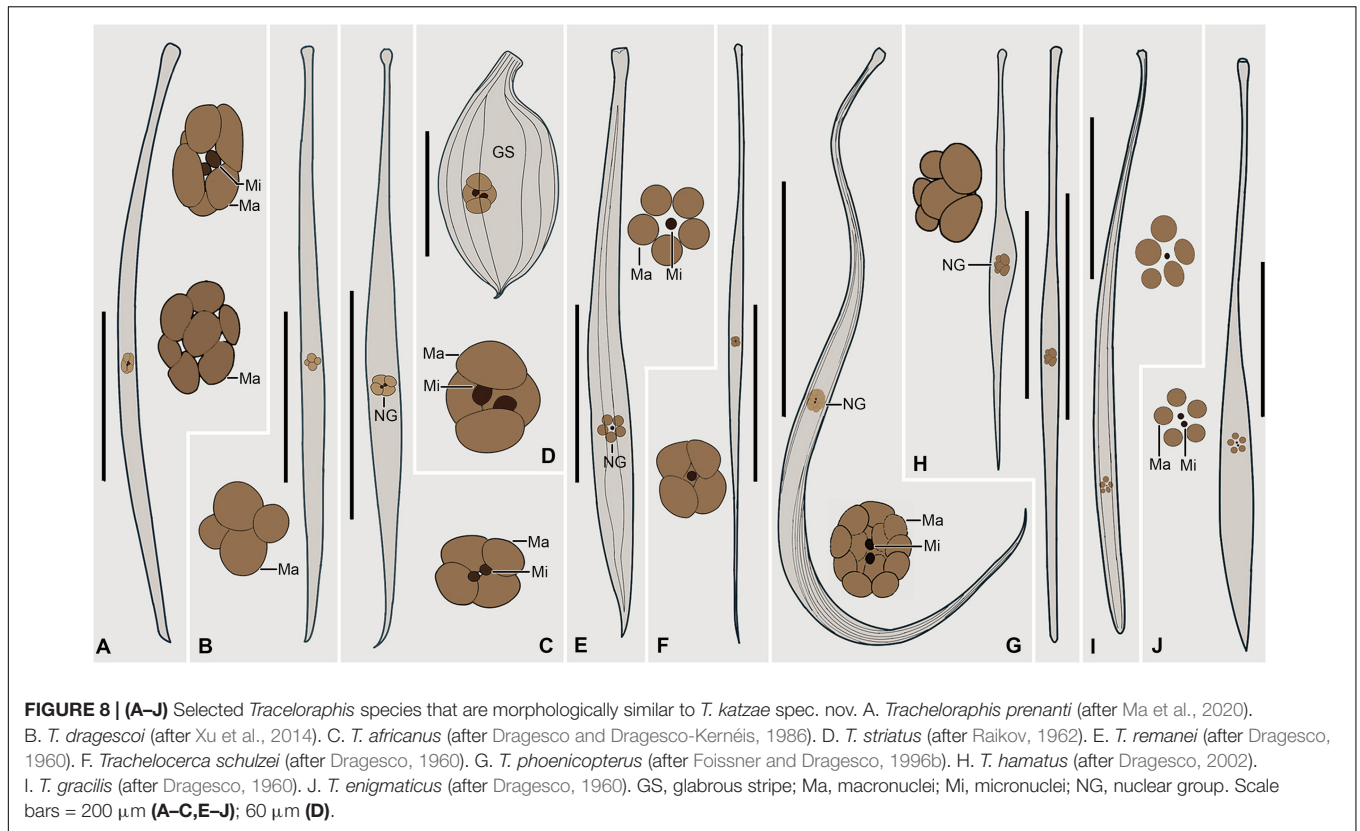 GS
Mi
Ma
Ma
Mi
NG
Ma
Ma
NG
Ma
Mi
D
Ma
Mi
Ma
Mi
NG
NG
H
Ma
Mi
Ma
Mi
A
B
C
E
F
G
I
J
FIGURE 8 | (A–J) Selected Traceloraphis species that are morphologically similar to T. katzae spec. nov. A. Tracheloraphis prenanti (after Ma et al., 2020).
B. T. dragescoi (after Xu et al., 2014). C. T. africanus (after Dragesco and Dragesco-Kernéis, 1986). D. T. striatus (after Raikov, 1962). E. T. remanei (after Dragesco,
1960). F. Trachelocerca schulzei (after Dragesco, 1960). G. T. phoenicopterus (after Foissner and Dragesco, 1996b). H. T. hamatus (after Dragesco, 2002).
I. T. gracilis (after Dragesco, 1960). J. T. enigmaticus (after Dragesco, 1960). GS, glabrous stripe; Ma, macronuclei; Mi, micronuclei; NG, nuclear group. Scale
bars = 200 μm (A–C,E–J); 60 μm (D).